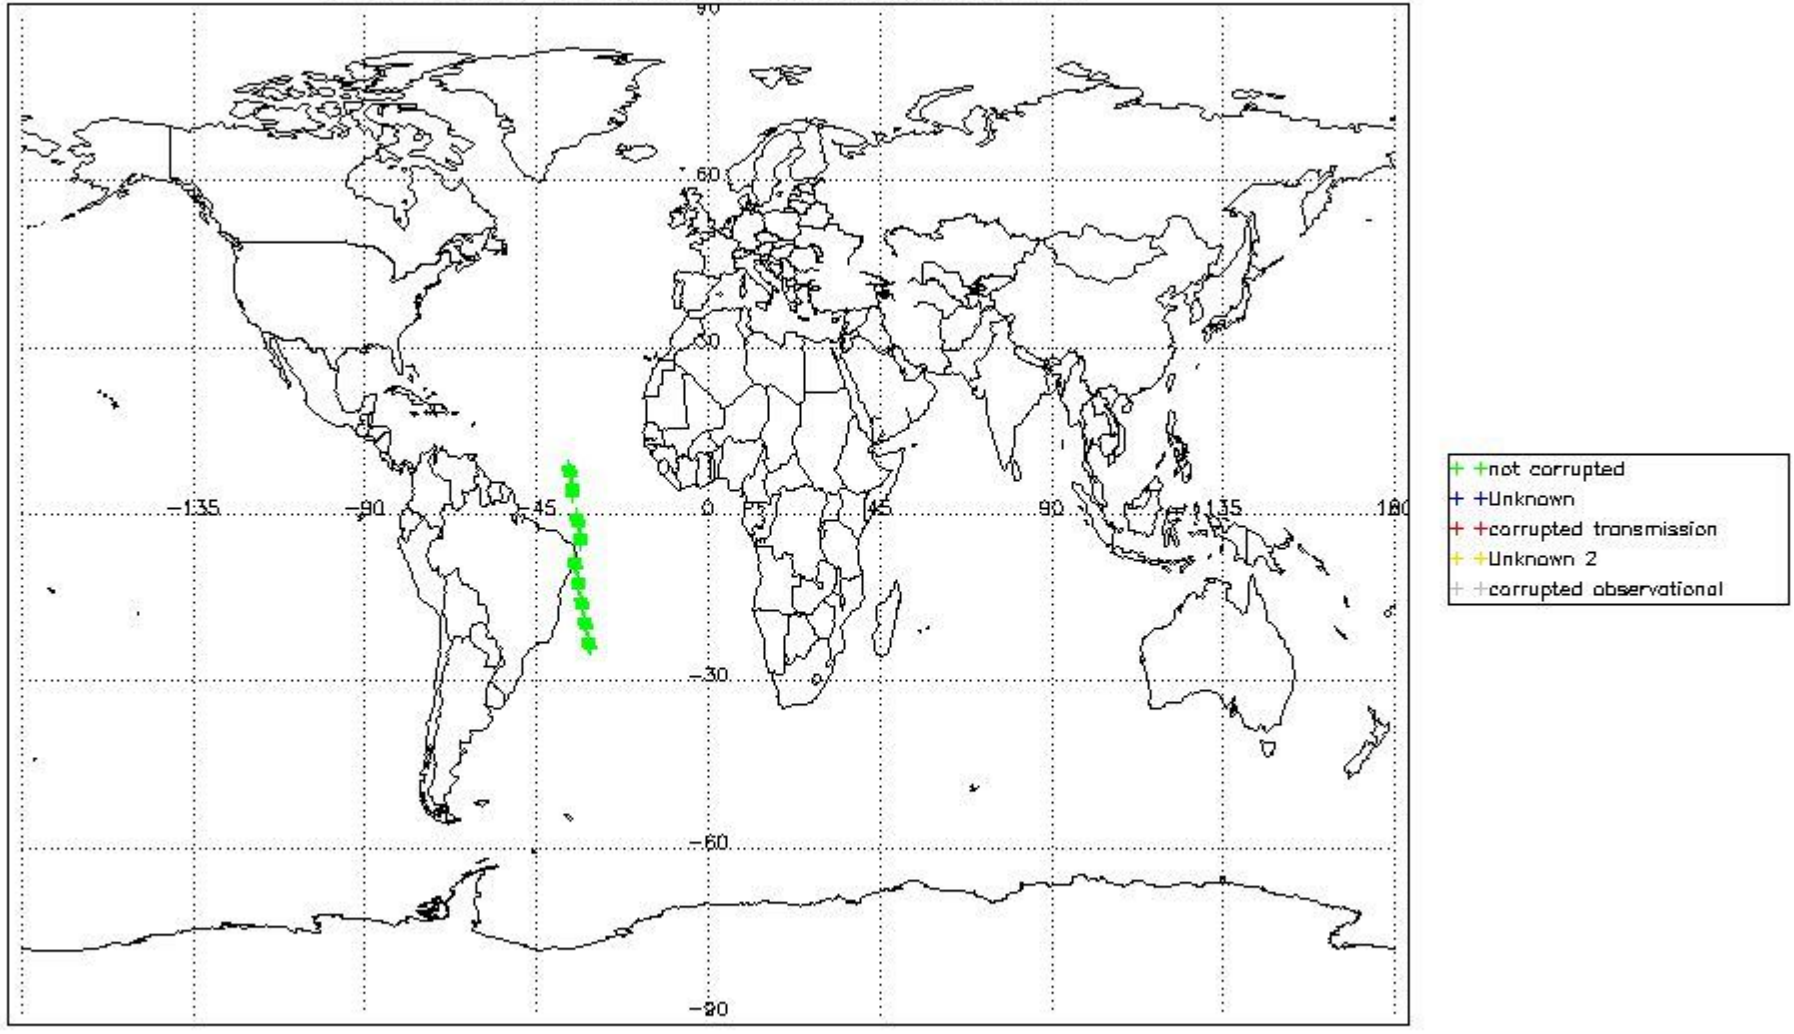 90
60
30
-135 -90 -45 0 45 90 135 180
-30
-60
-90
not corrupted
Unknown
corrupted transmission
Unknown 2
corrupted observational